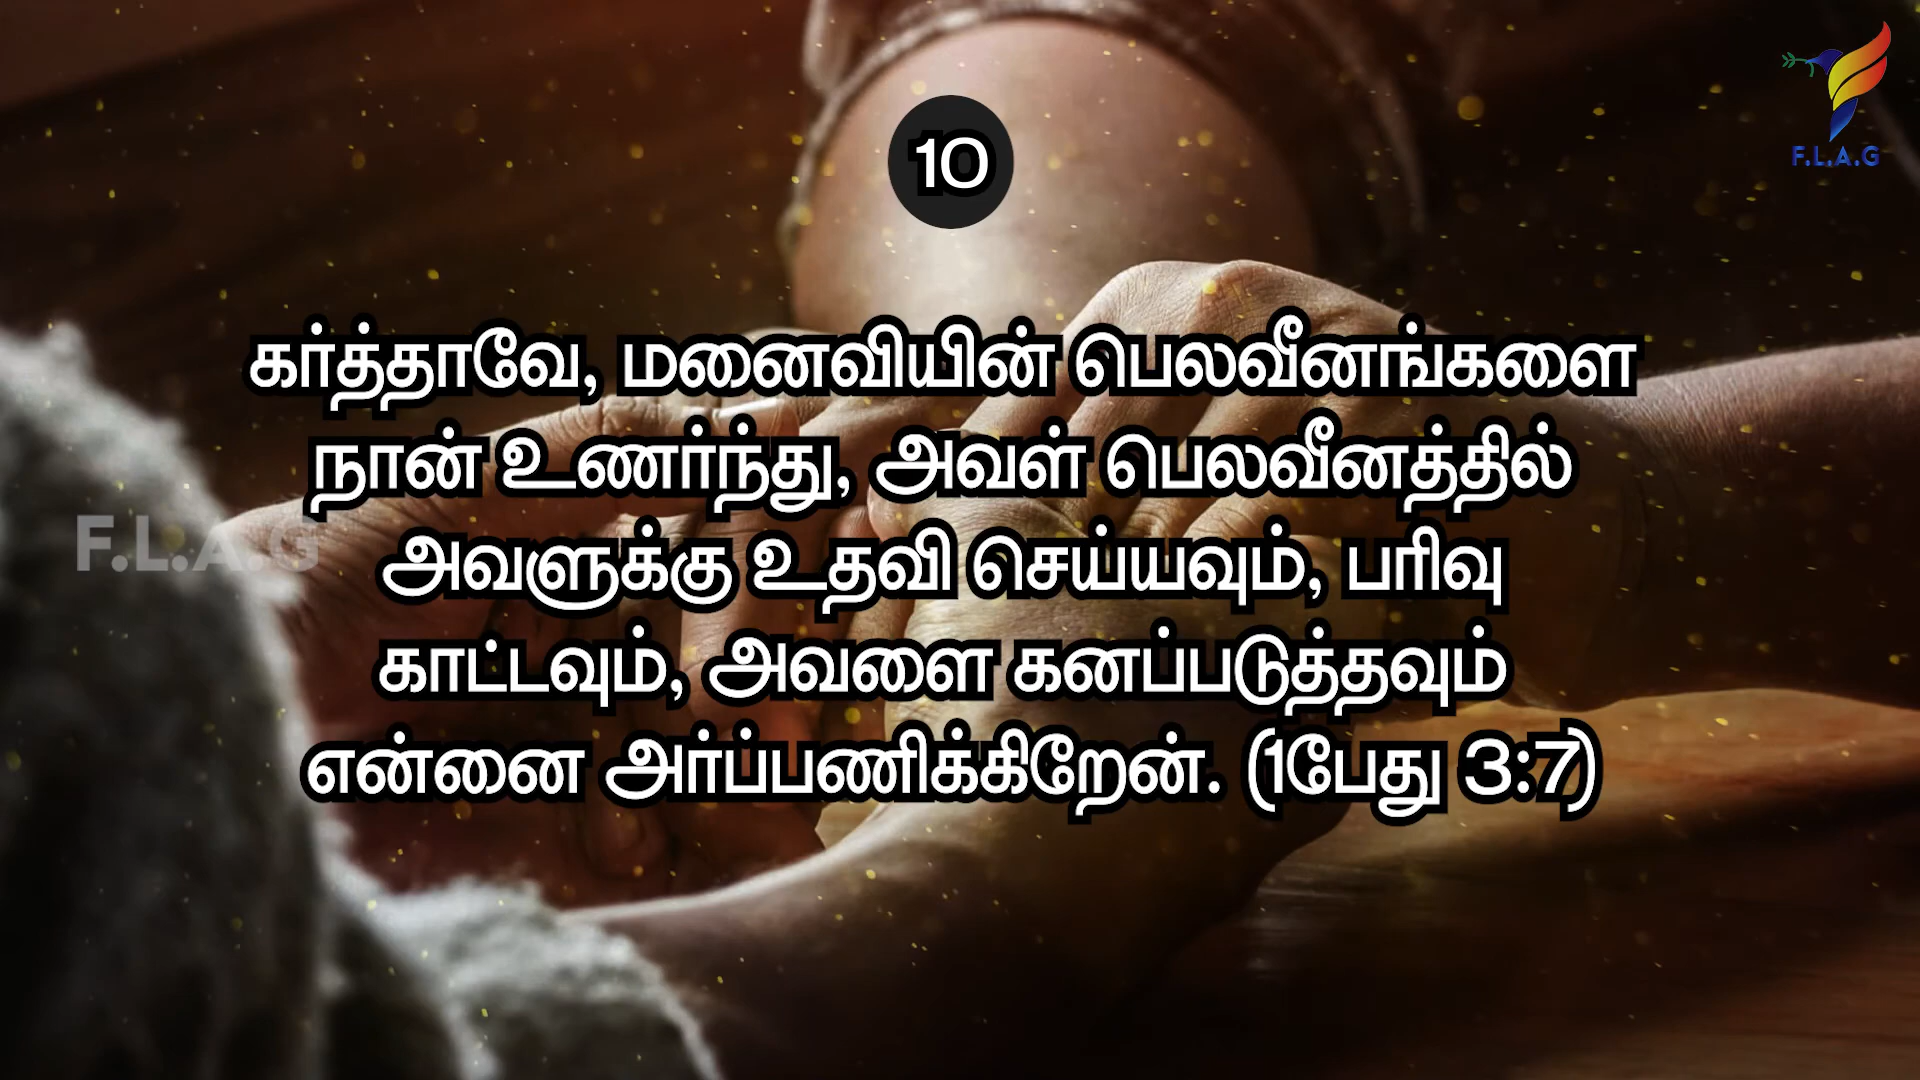 10
F.L.A.G
கர்த்தாவே, மனைவியின் பெலவீனங்களை
நான் உணர்ந்து, அவள் பெலவீனத்தில்
F.L.A.G
அவளுக்கு உதவி செய்யவும், பரிவு
காட்டவும், அவளை கனப்படுத்தவும்
என்னை அர்ப்பணிக்கிறேன். (1பேது 3:7)